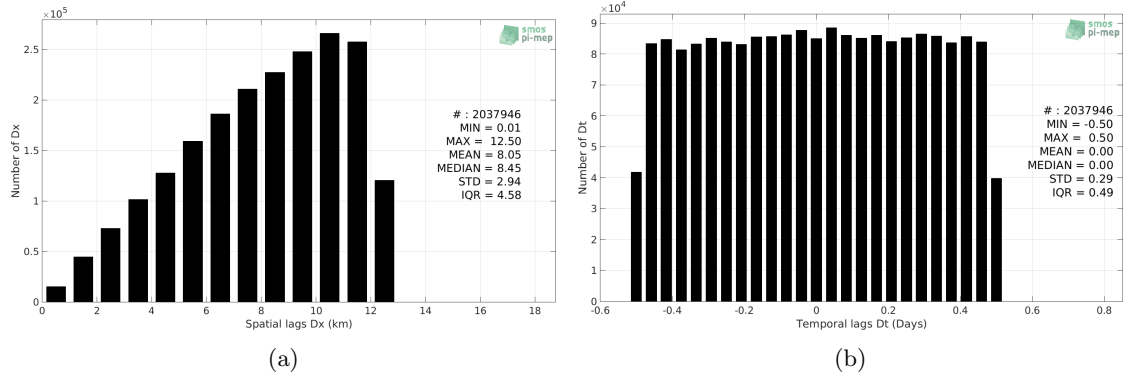 ×10⁵
smos
pi-mep
2.5
2
1.5
1
0.5
0
Number of Dx
# : 2037946
MIN = 0.01
MAX = 12.50
MEAN = 8.05
MEDIAN = 8.45
STD = 2.94
IQR = 4.58
0 2 4 6 8 10 12 14 16 18
Spatial lags Dx (km)
(a)
×10⁴
smos
pi-mep
9
8
7
6
5
4
3
2
1
0
Number of Dt
# : 2037946
MIN = -0.50
MAX = 0.50
MEAN = 0.00
MEDIAN = 0.00
STD = 0.29
IQR = 0.49
-0.6 -0.4 -0.2 0 0.2 0.4 0.6 0.8
Temporal lags Dt (Days)
(b)